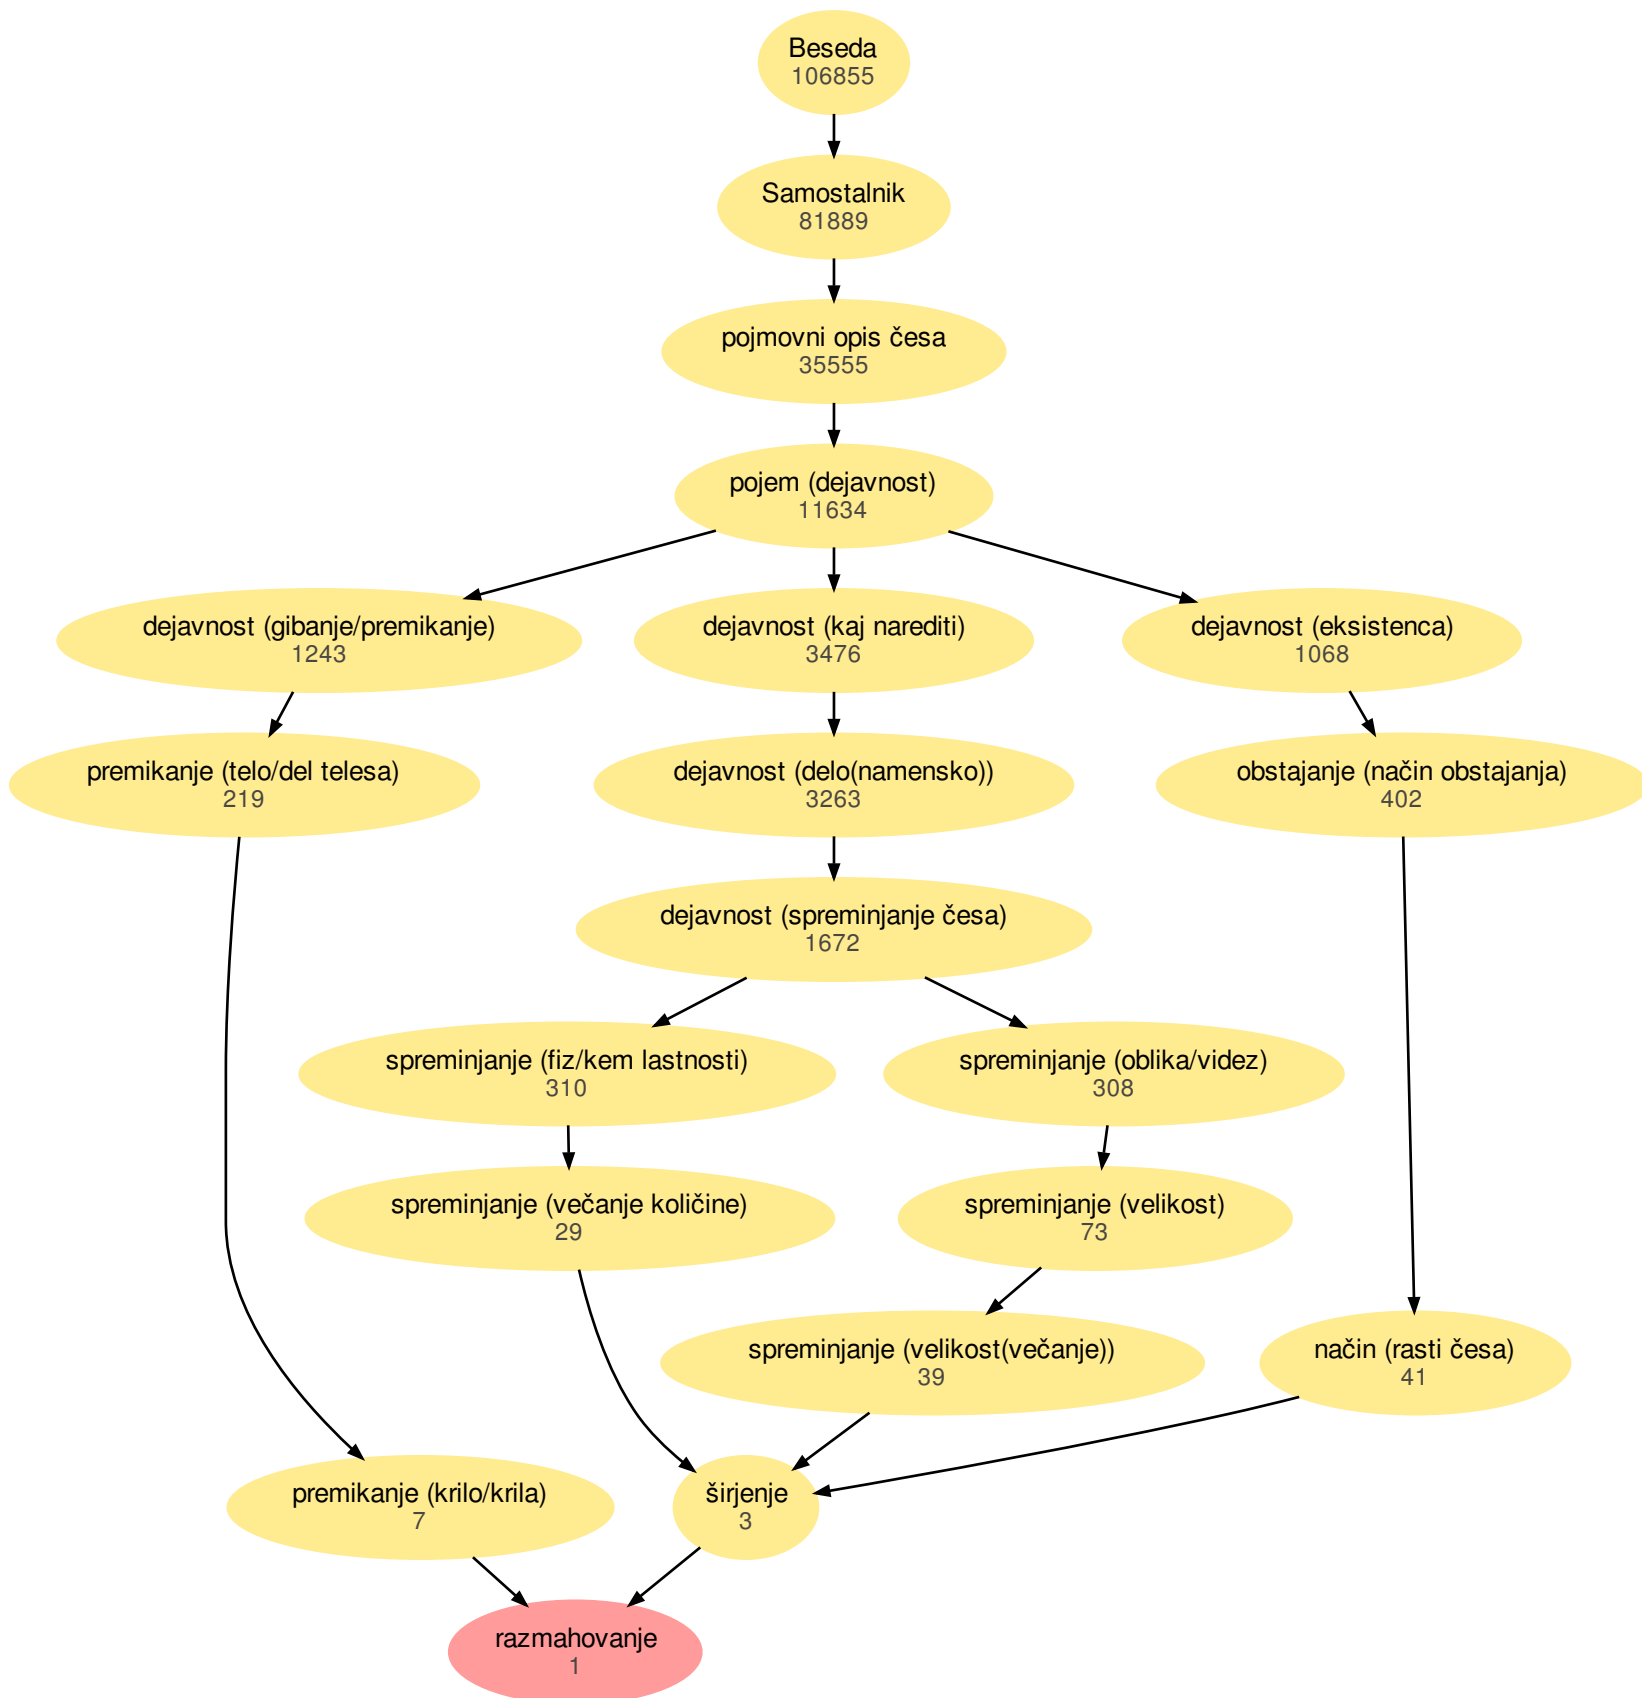 Beseda
106855
Samostalnik
81889
pojmovni opis česa
35555
pojem (dejavnost)
11634
dejavnost (gibanje/premikanje)
1243
dejavnost (kaj narediti)
3476
dejavnost (eksistenca)
1068
premikanje (telo/del telesa)
219
dejavnost (delo(namensko))
3263
obstajanje (način obstajanja)
402
dejavnost (spreminjanje česa)
1672
spreminjanje (fiz/kem lastnosti)
310
spreminjanje (oblika/videz)
308
spreminjanje (večanje količine)
29
spreminjanje (velikost)
73
spreminjanje (velikost(večanje))
39
način (rasti česa)
41
premikanje (krilo/krila)
7
širjenje
3
razmahovanje
1